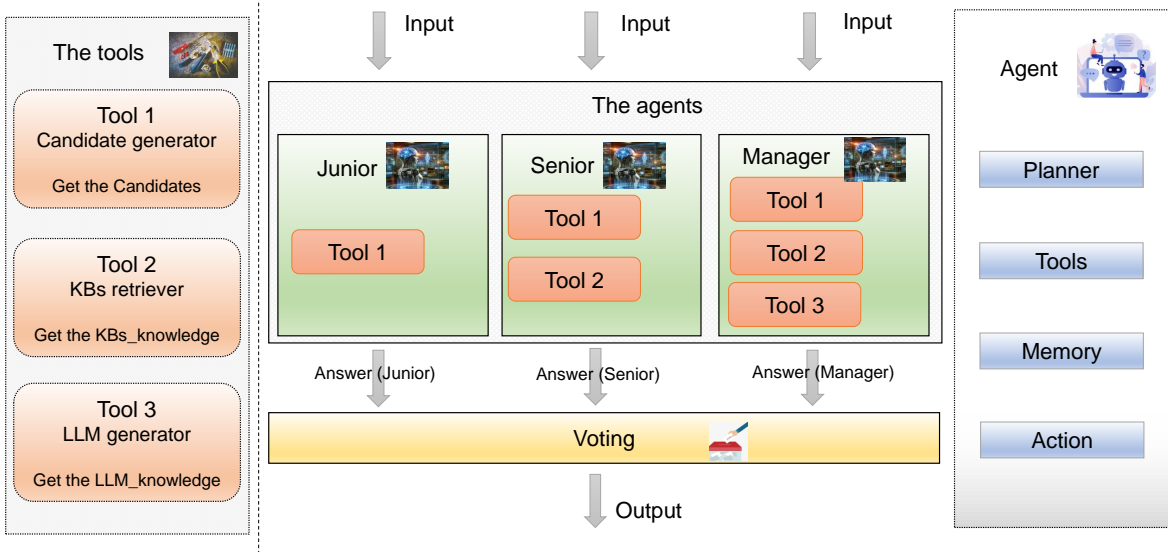 The tools
Tool 1
Candidate generator
Get the Candidates
Tool 2
KBs retriever
Get the KBs_knowledge
Tool 3
LLM generator
Get the LLM_knowledge
Input
Input
Input
The agents
Junior
Tool 1
Senior
Tool 1
Tool 2
Manager
Tool 1
Tool 2
Tool 3
Answer (Junior)
Answer (Senior)
Answer (Manager)
Voting
Output
Agent
Planner
Tools
Memory
Action